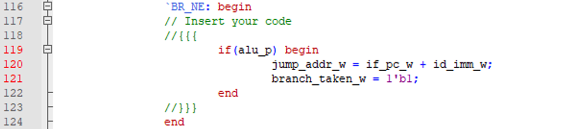 116 `BR_NE: begin
117 // Insert your code
118 //{{{
119 if(alu_p) begin
120 jump_addr_w = if_pc_w + id_imm_w;
121 branch_taken_w = 1'b1;
122 end
123 //}}}
124 end